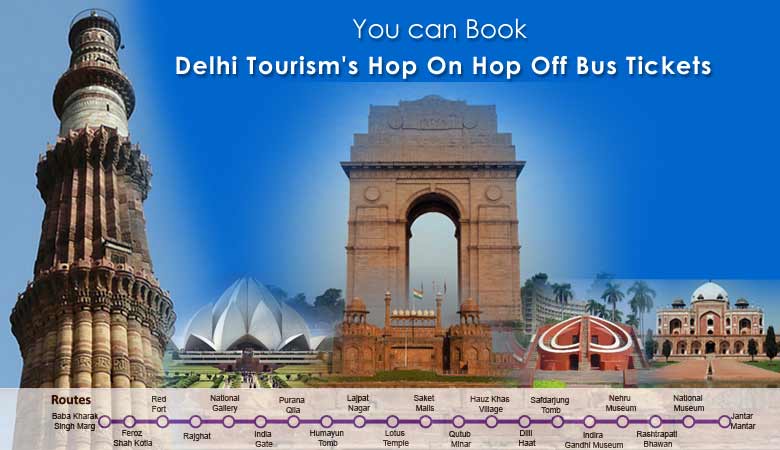 You can Book
Delhi Tourism's Hop On Hop Off Bus Tickets
Routes
Baba Kharak
Singh Marg
Feroz
Shah Kotla
Red
Fort
Rajghat
National
Gallery
India
Gate
Purana
Qila
Humayun
Tomb
Lajpat
Nagar
Lotus
Temple
Saket
Malls
Qutub
Minar
Hauz Khas
Village
Dilli
Haat
Safdarjung
Tomb
Indira
Gandhi Museum
Nehru
Museum
Rashtrapati
Bhawan
National
Museum
Jantar
Mantar